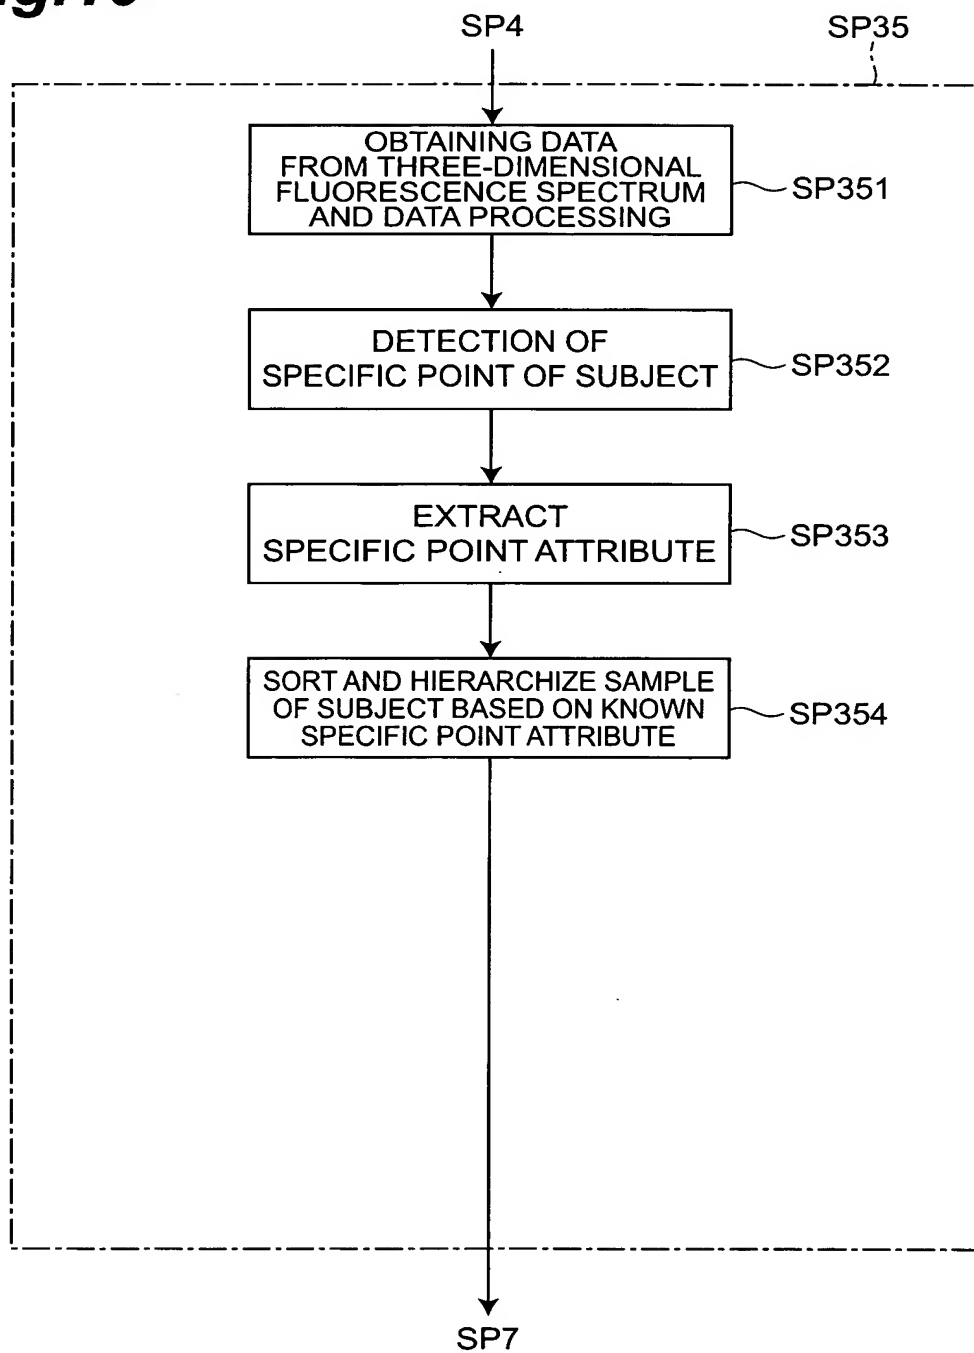 SP4
SP35
OBTAINING DATA
FROM THREE-DIMENSIONAL
FLUORESCENCE SPECTRUM
AND DATA PROCESSING
SP351
DETECTION OF
SPECIFIC POINT OF SUBJECT
SP352
EXTRACT
SPECIFIC POINT ATTRIBUTE
SP353
SORT AND HIERARCHIZE SAMPLE
OF SUBJECT BASED ON KNOWN
SPECIFIC POINT ATTRIBUTE
SP354
SP7